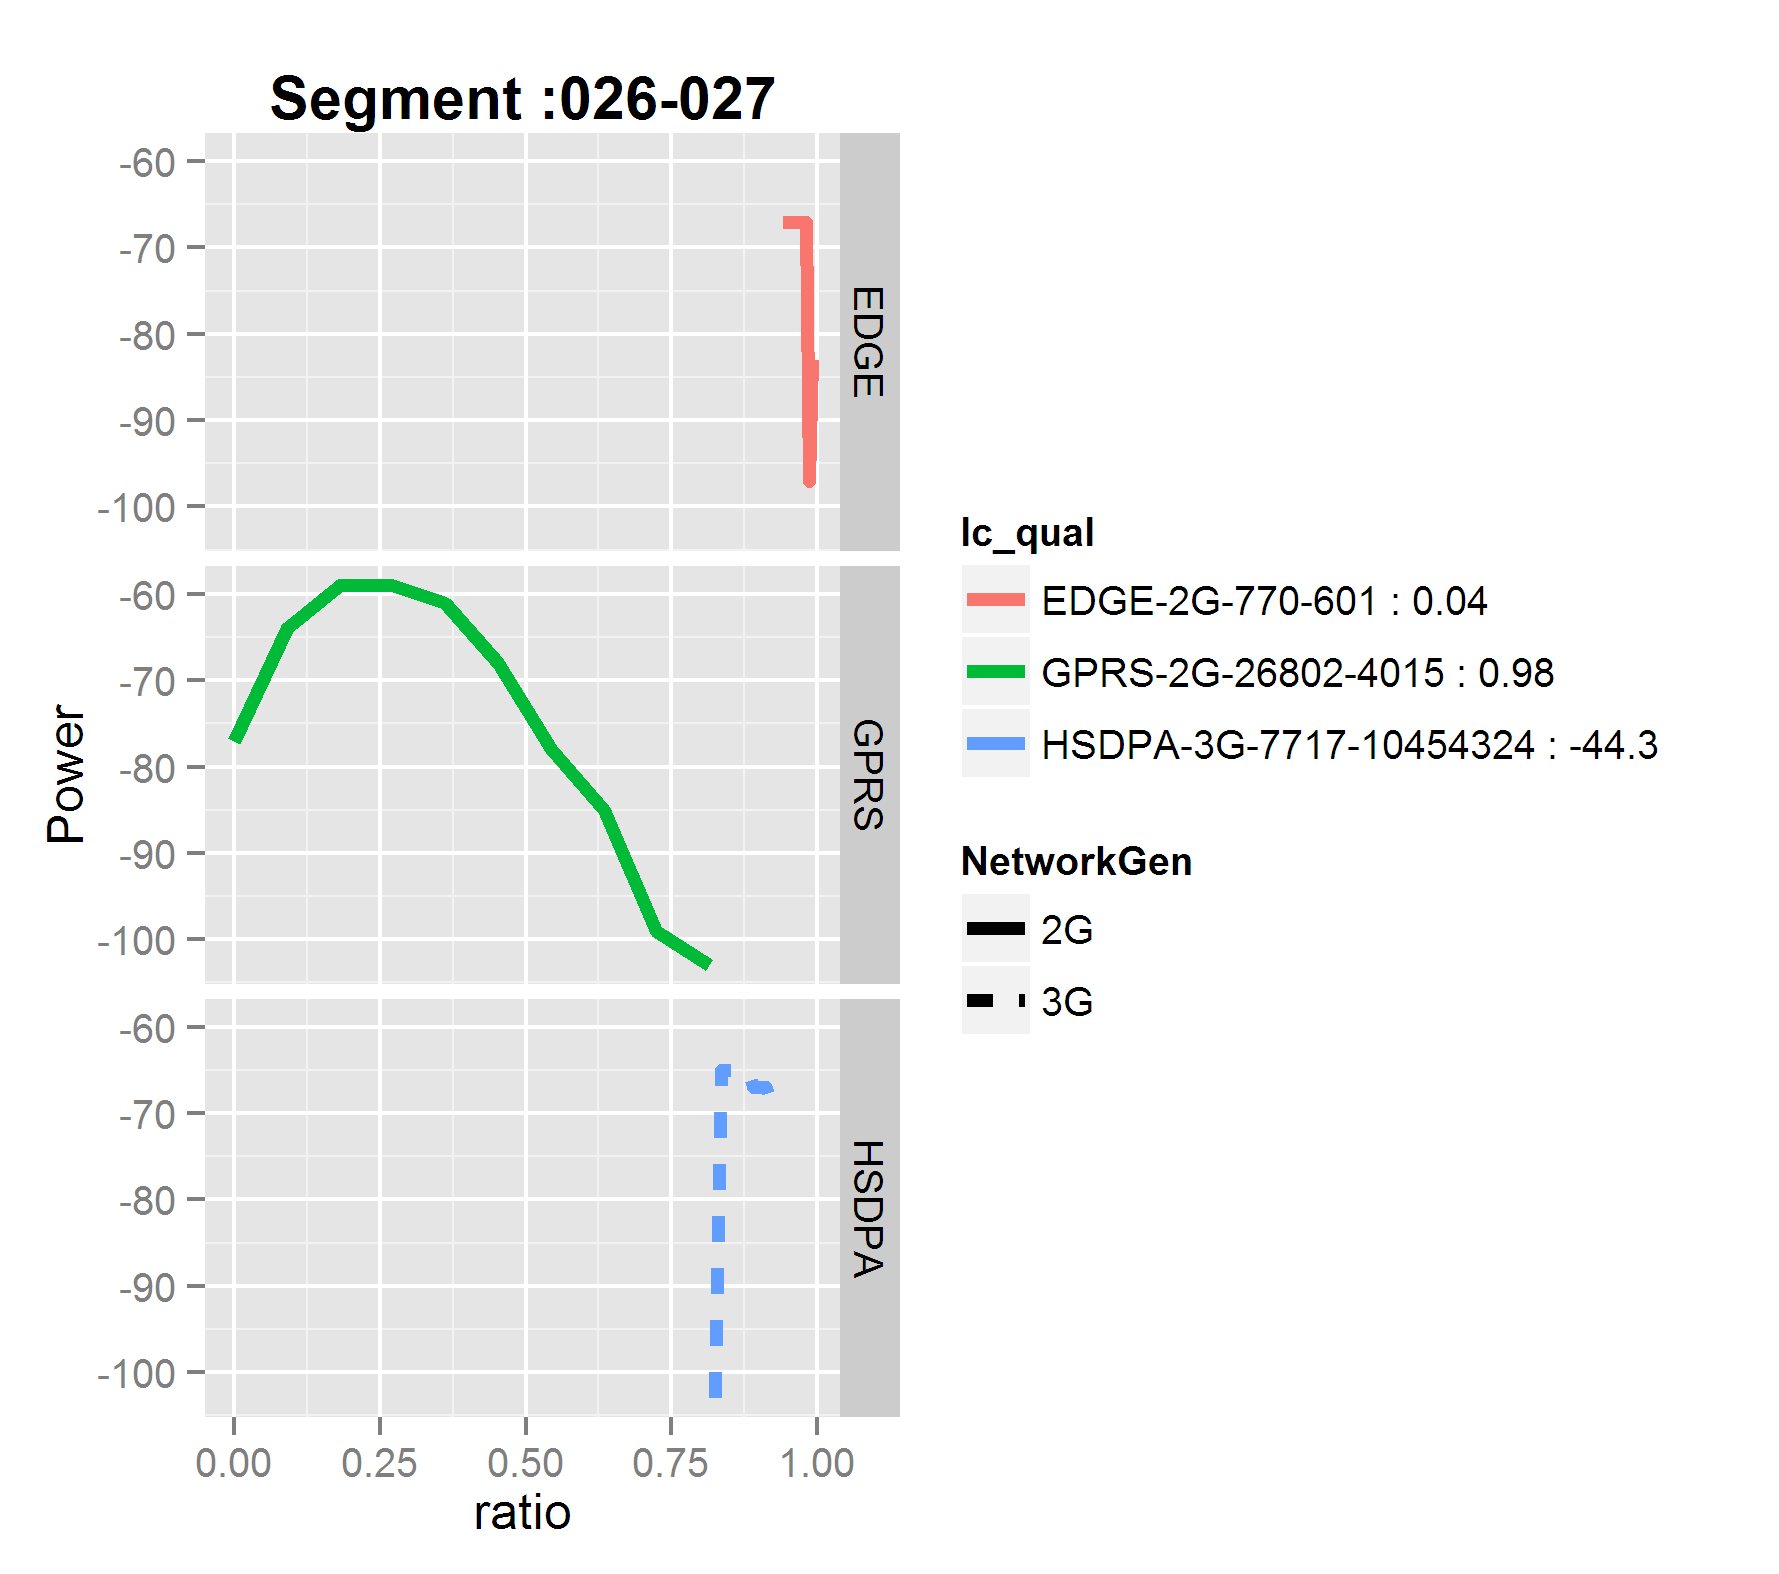 Segment :026-027
-60
-70
-80
-90
-100
EDGE
-60
-70
-80
-90
-100
GPRS
-60
-70
-80
-90
-100
HSDPA
Power
0.00 0.25 0.50 0.75 1.00
ratio
lc_qual
EDGE-2G-770-601 : 0.04
GPRS-2G-26802-4015 : 0.98
HSDPA-3G-7717-10454324 : -44.3
NetworkGen
2G
3G